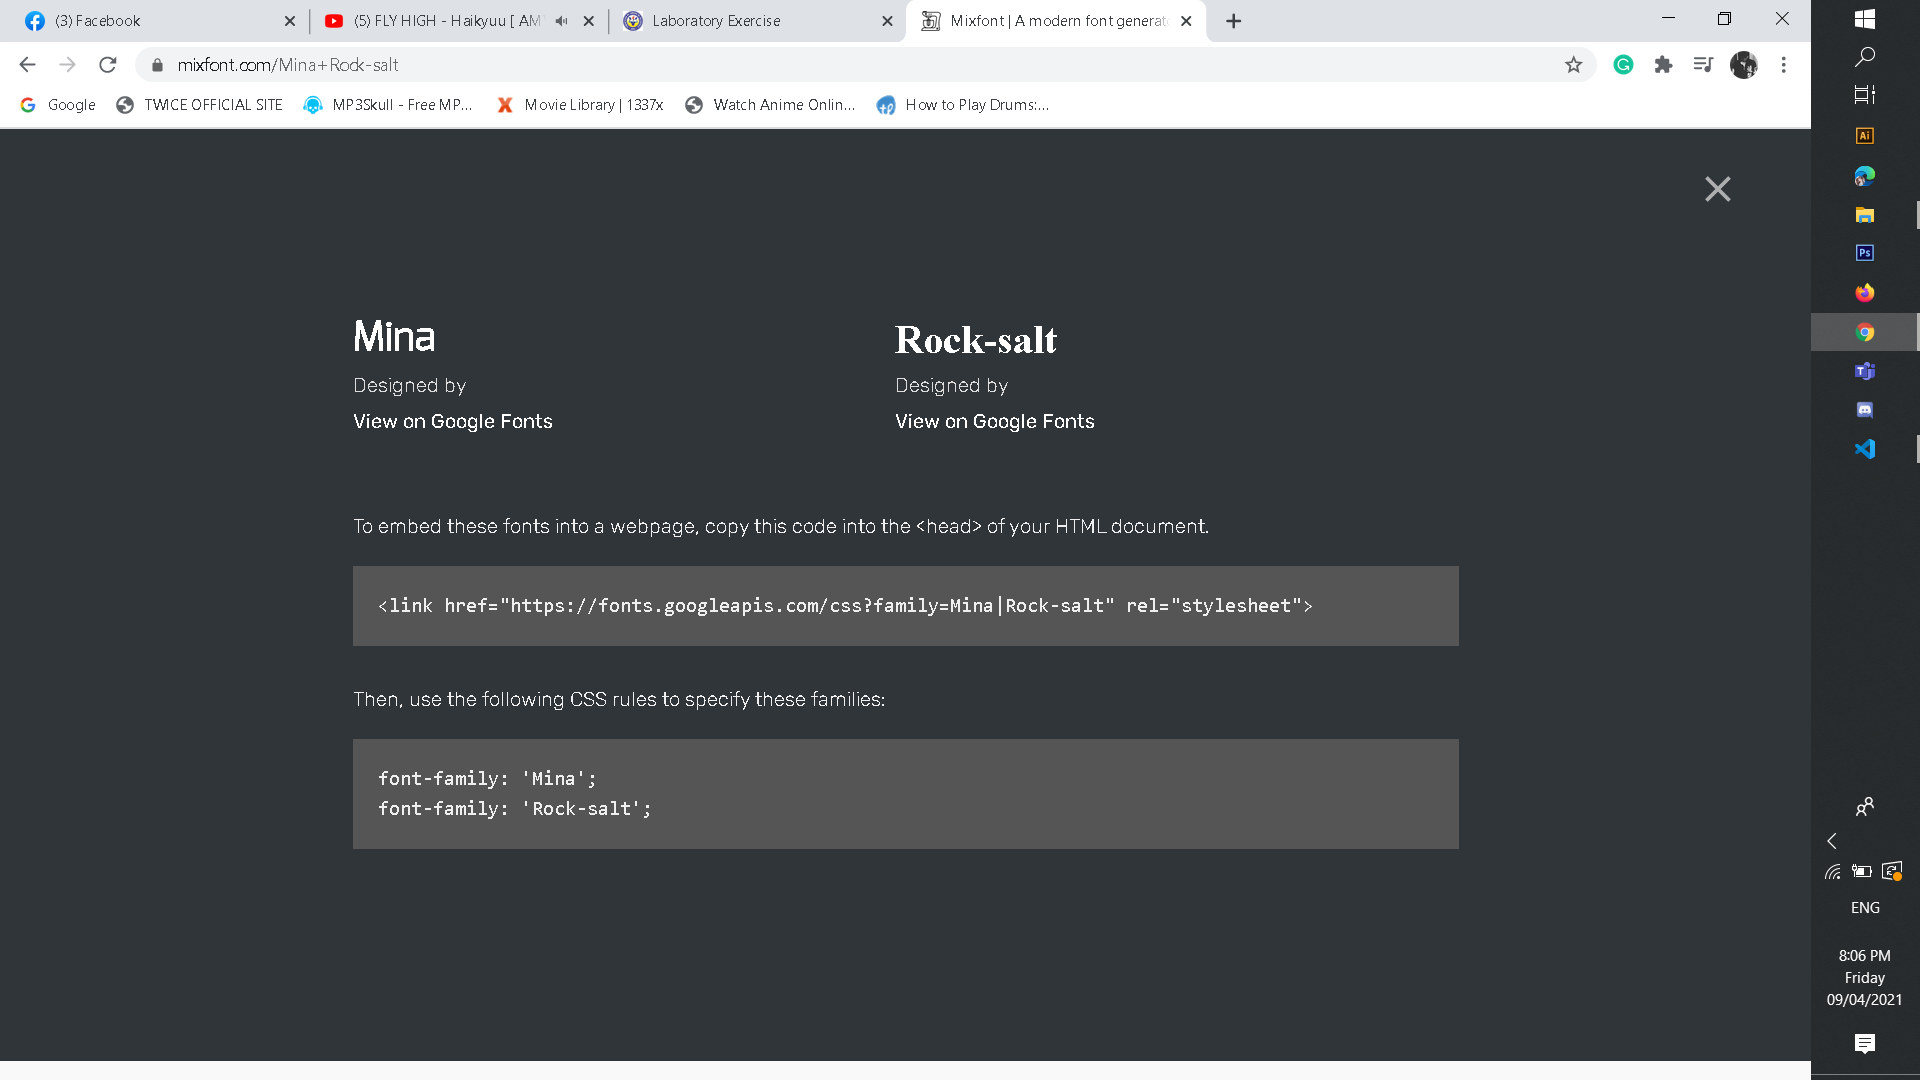 (3) Facebook
(5) FLY HIGH - Haikyuu [ AM
Laboratory Exercise
Mixfont | A modern font generat
mixfont.com/Mina+Rock-salt
Google
TWICE OFFICIAL SITE
MP3Skull - Free MP...
Movie Library | 1337x
Watch Anime Onlin...
How to Play Drums:...
Mina
Designed by
View on Google Fonts
Rock-salt
Designed by
View on Google Fonts
To embed these fonts into a webpage, copy this code into the <head> of your HTML document.
<link href="https://fonts.googleapis.com/css?family=Mina|Rock-salt" rel="stylesheet">
Then, use the following CSS rules to specify these families:
font-family: 'Mina';
font-family: 'Rock-salt';
Ai
Ps
ENG
8:06 PM
Friday
09/04/2021